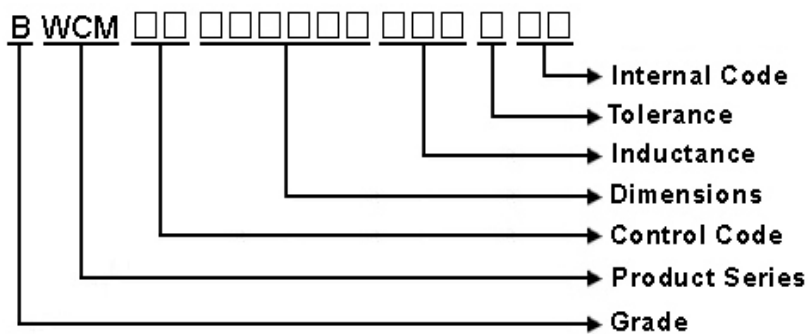 B WCM □□ □□□□□□ □□□ □ □□
Internal Code
Tolerance
Inductance
Dimensions
Control Code
Product Series
Grade